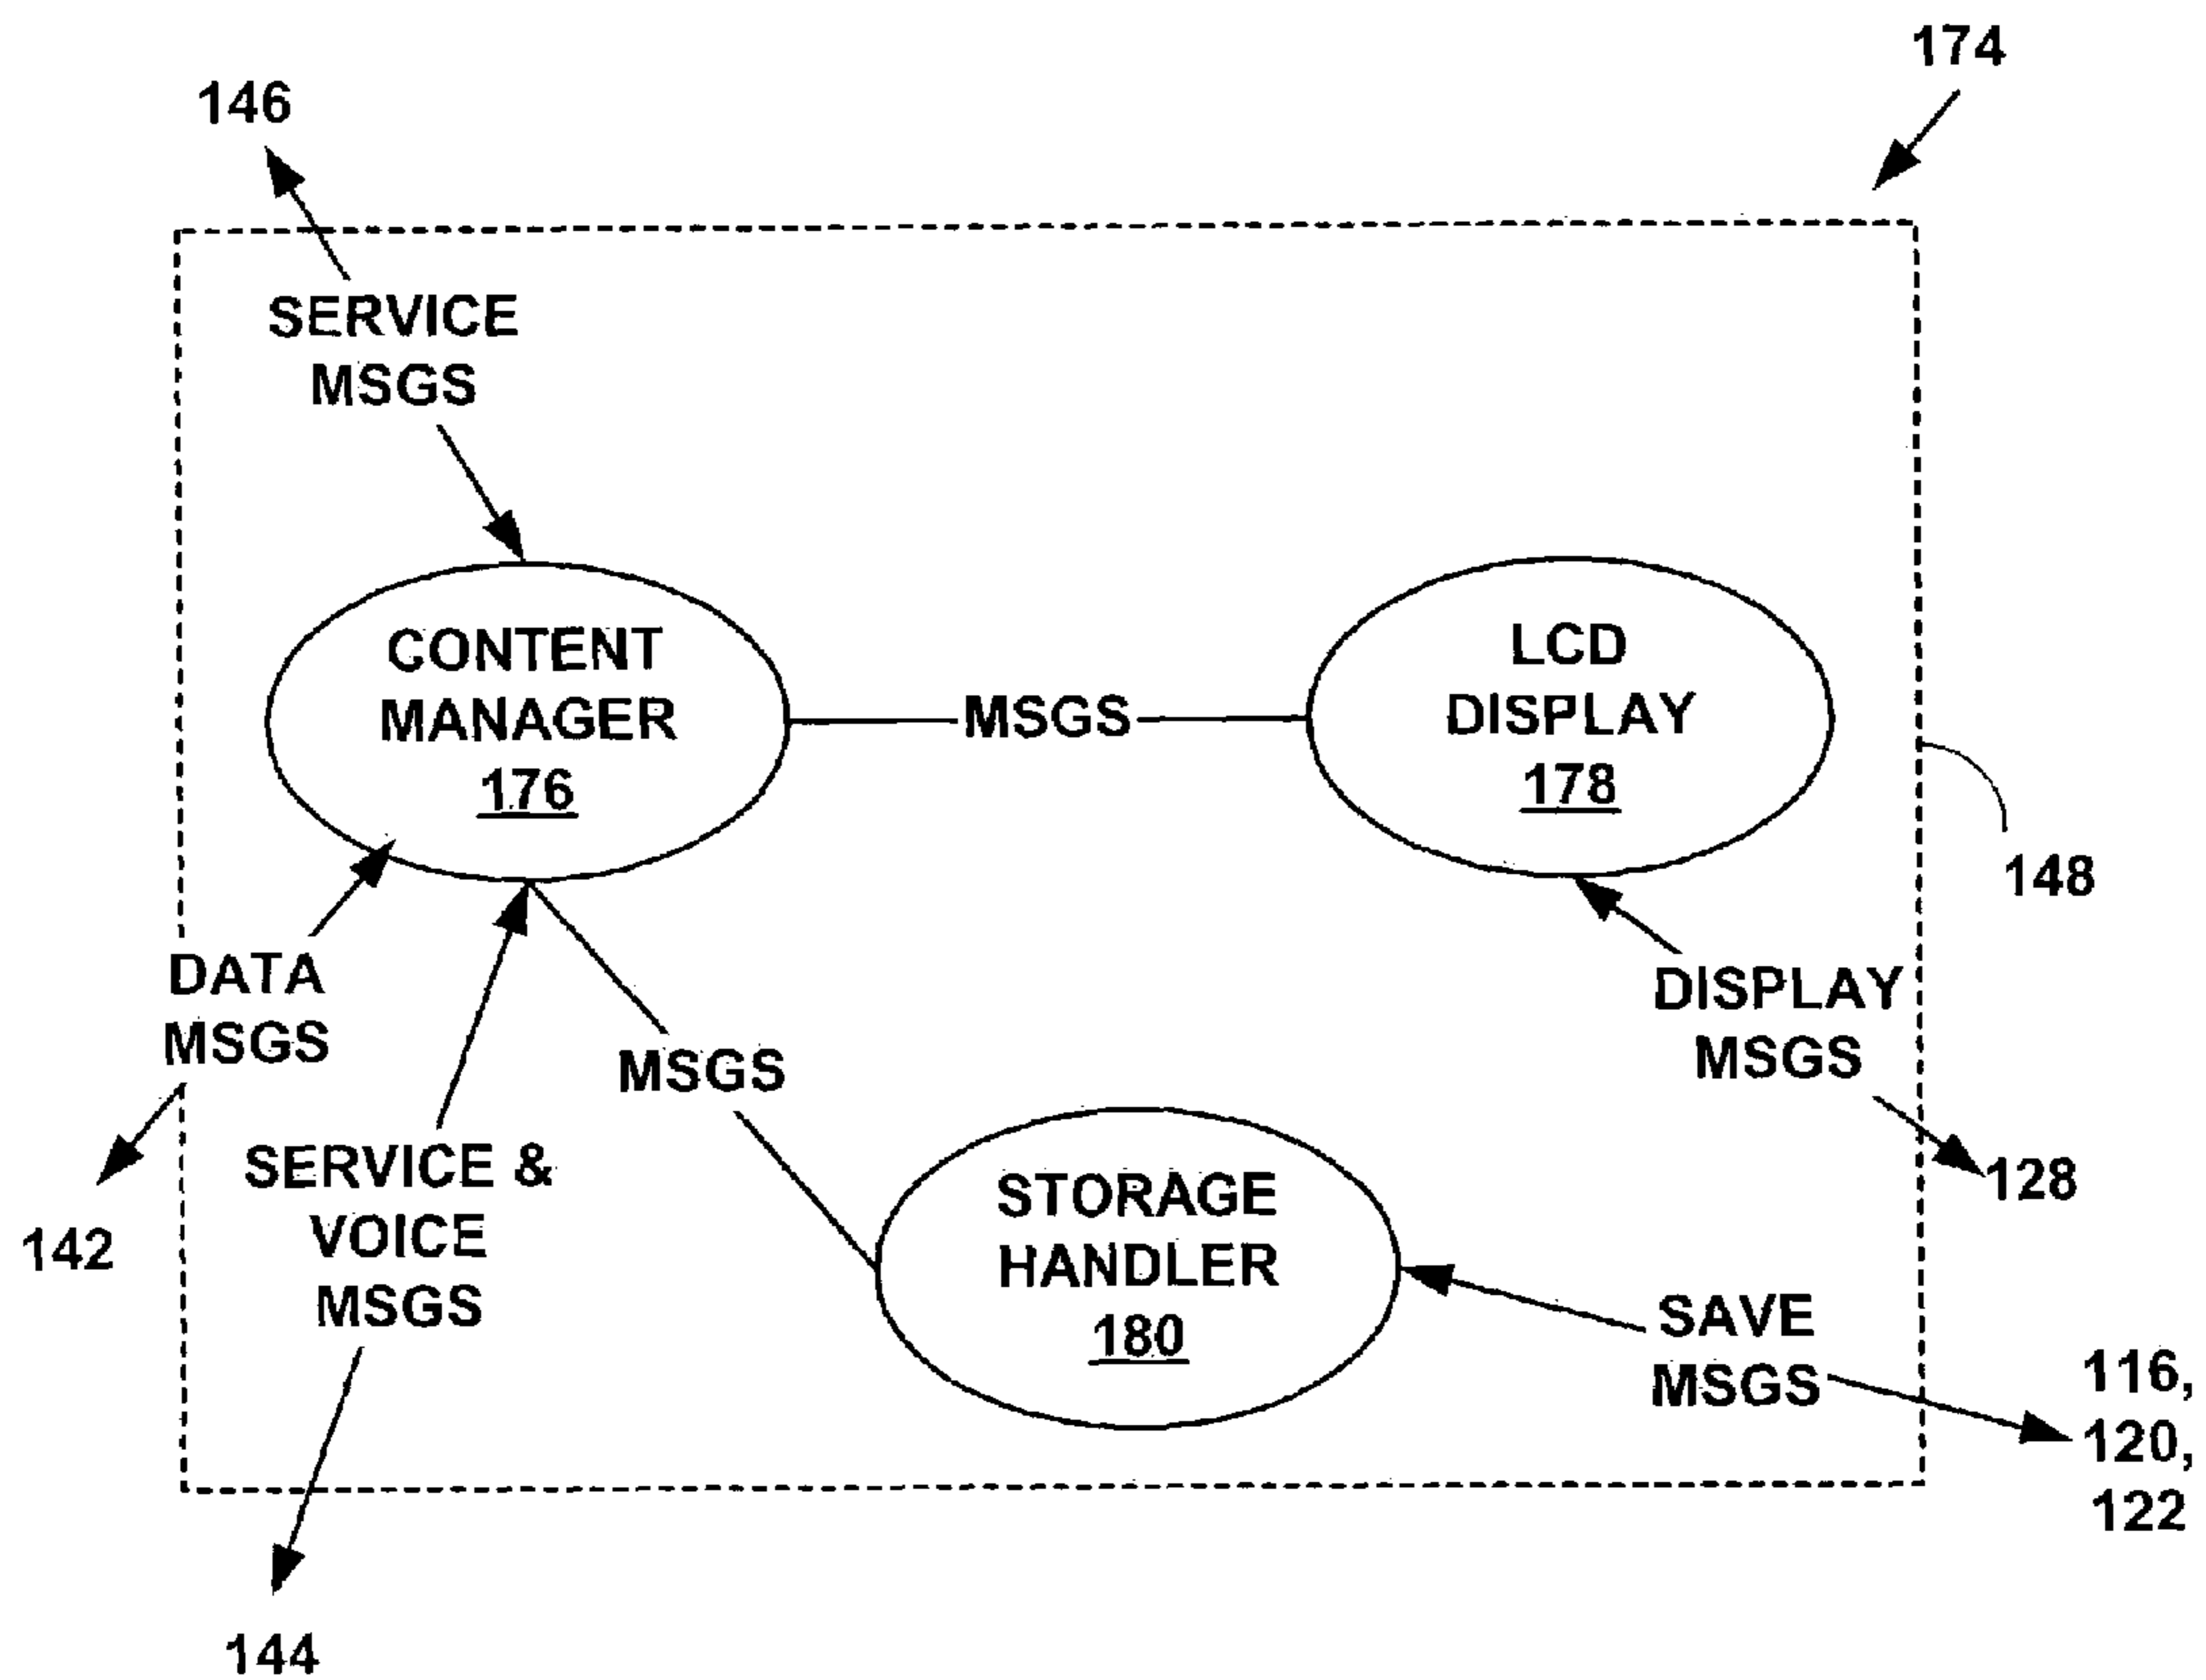 174
146
SERVICE
MSGS
CONTENT
MANAGER
176
MSGS
LCD
DISPLAY
178
148
DATA
MSGS
142
SERVICE &
VOICE
MSGS
144
MSGS
STORAGE
HANDLER
180
DISPLAY
MSGS
128
SAVE
MSGS
116,
120,
122